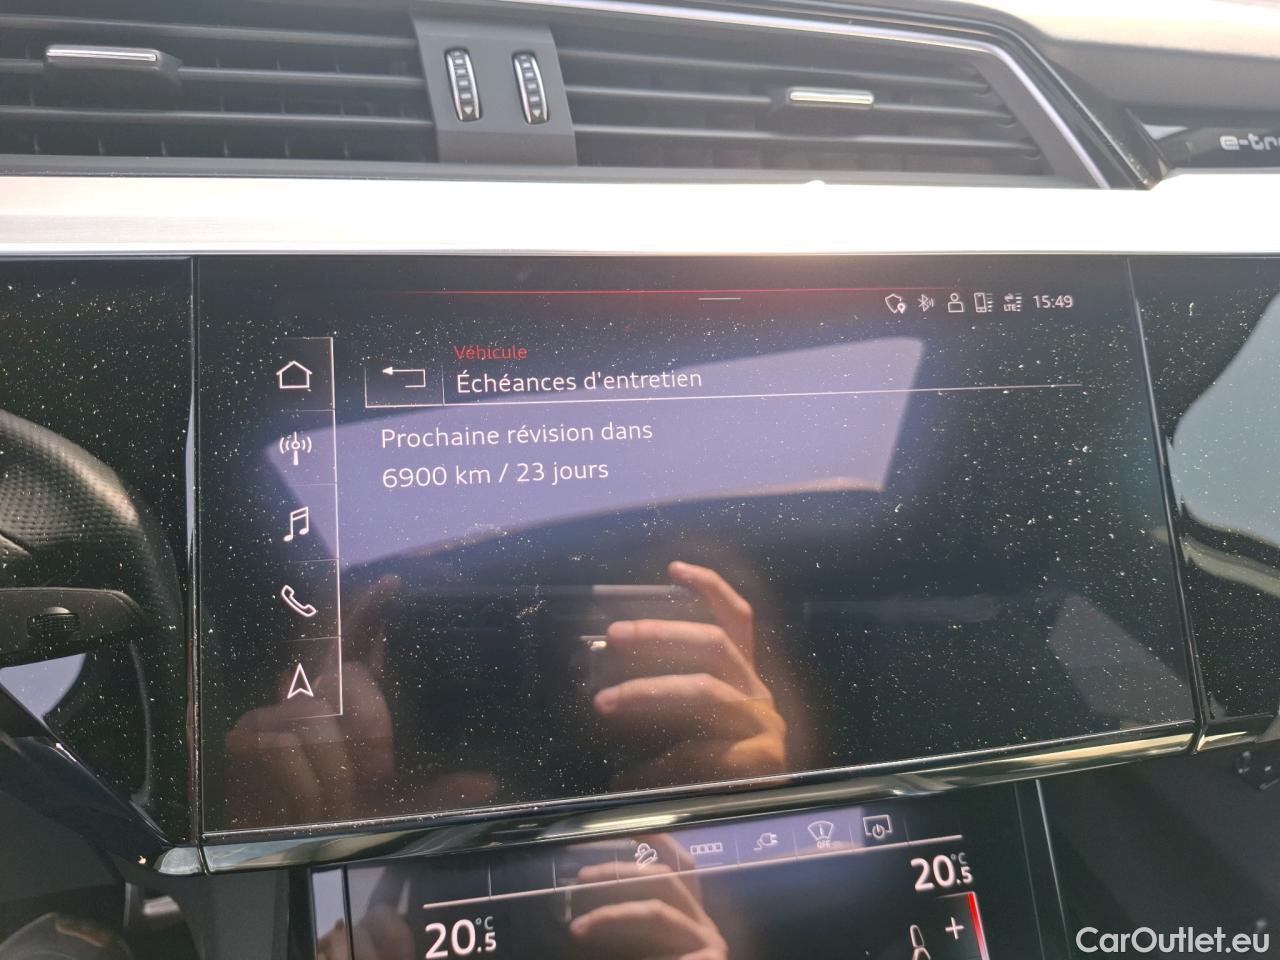 e-tr
LTE
15:49
Véhicule
Échéances d'entretien
Prochaine révision dans
6900 km / 23 jours
OFF
20.5 °C
20.5 °C
+
CarOutlet.eu